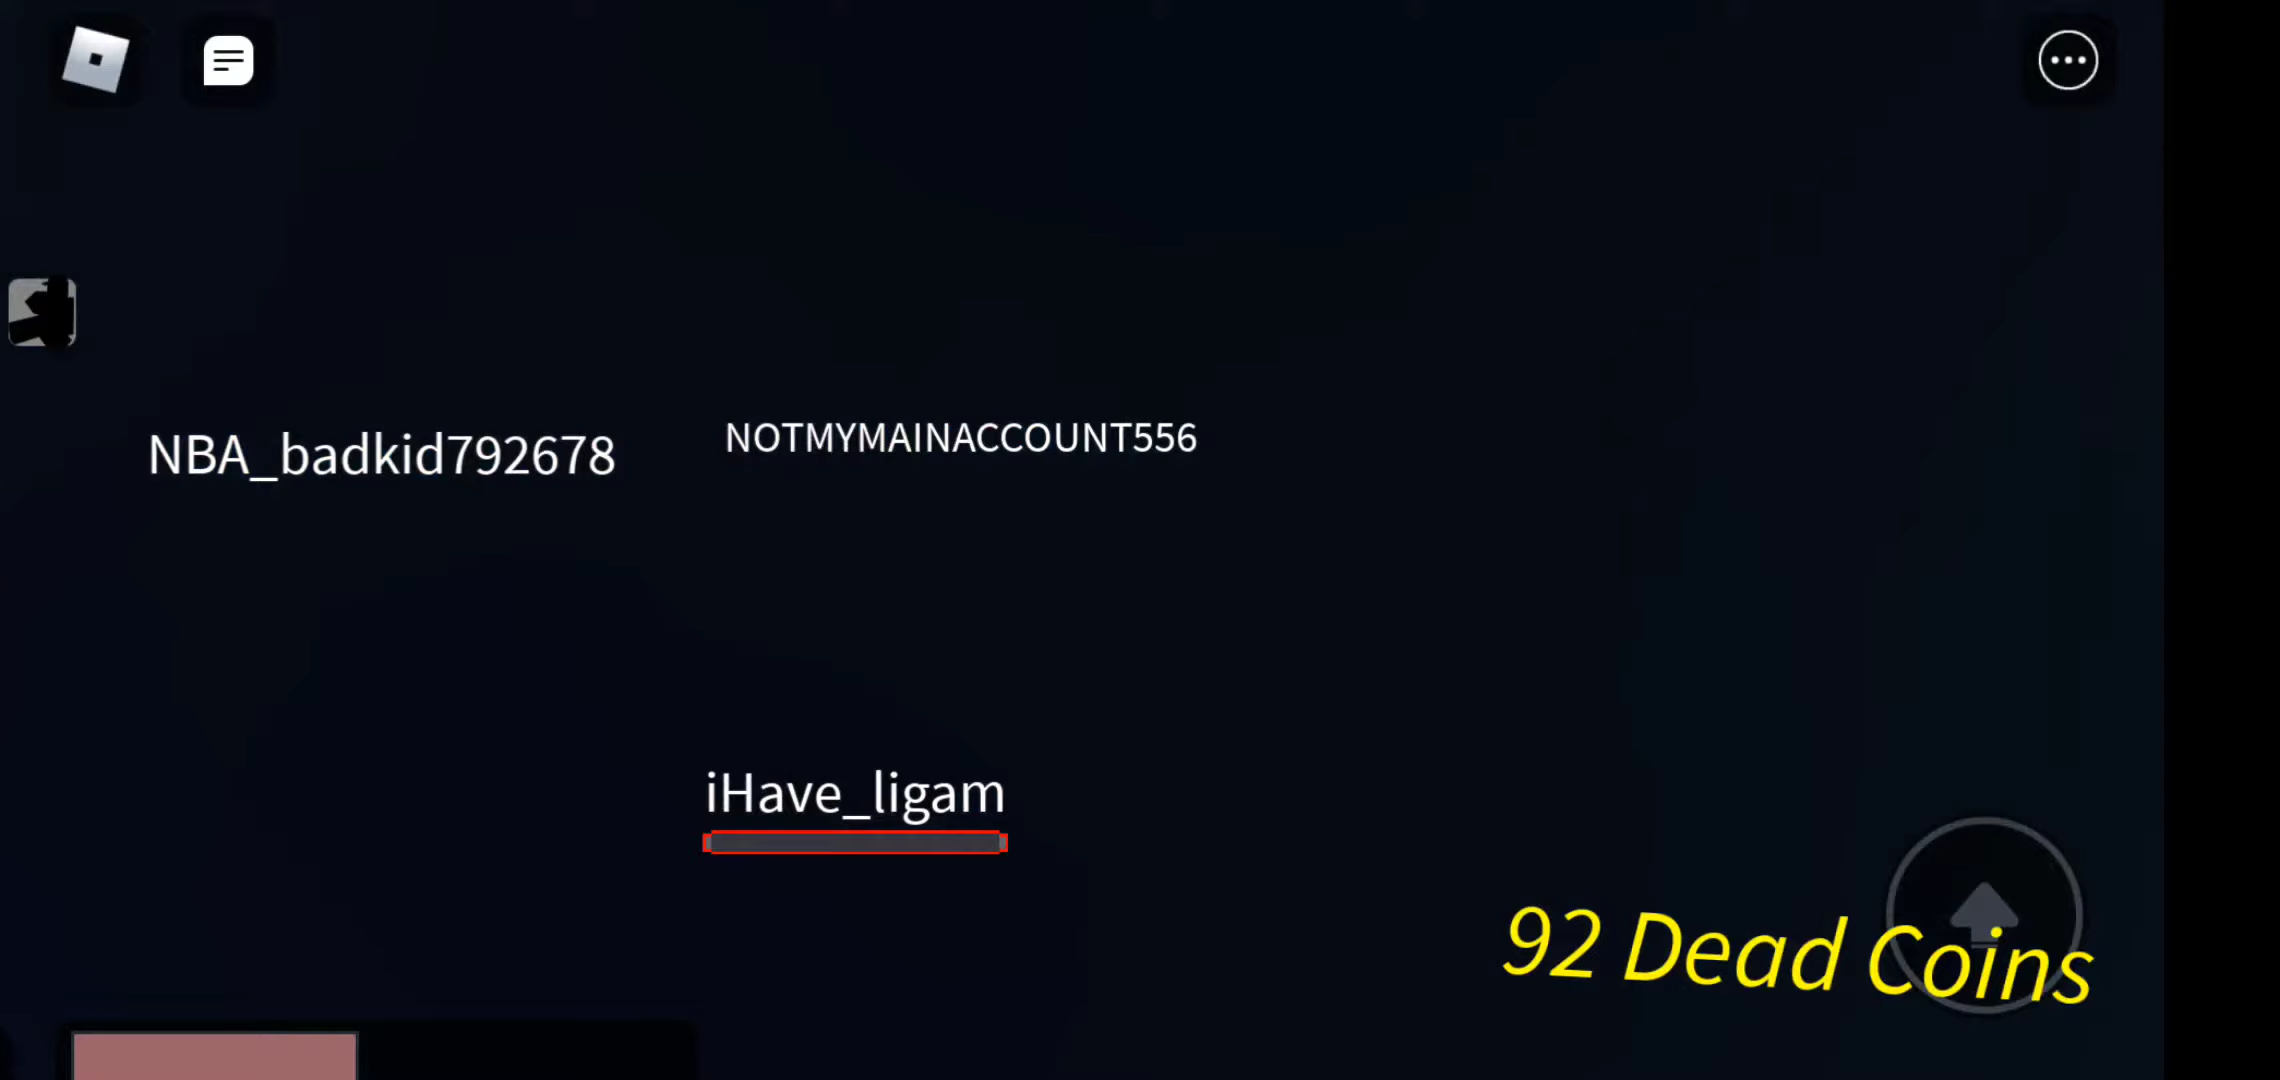 NBA_badkid792678
NOTMYMAINACCOUNT556
iHave_ligam
92 Dead Coins